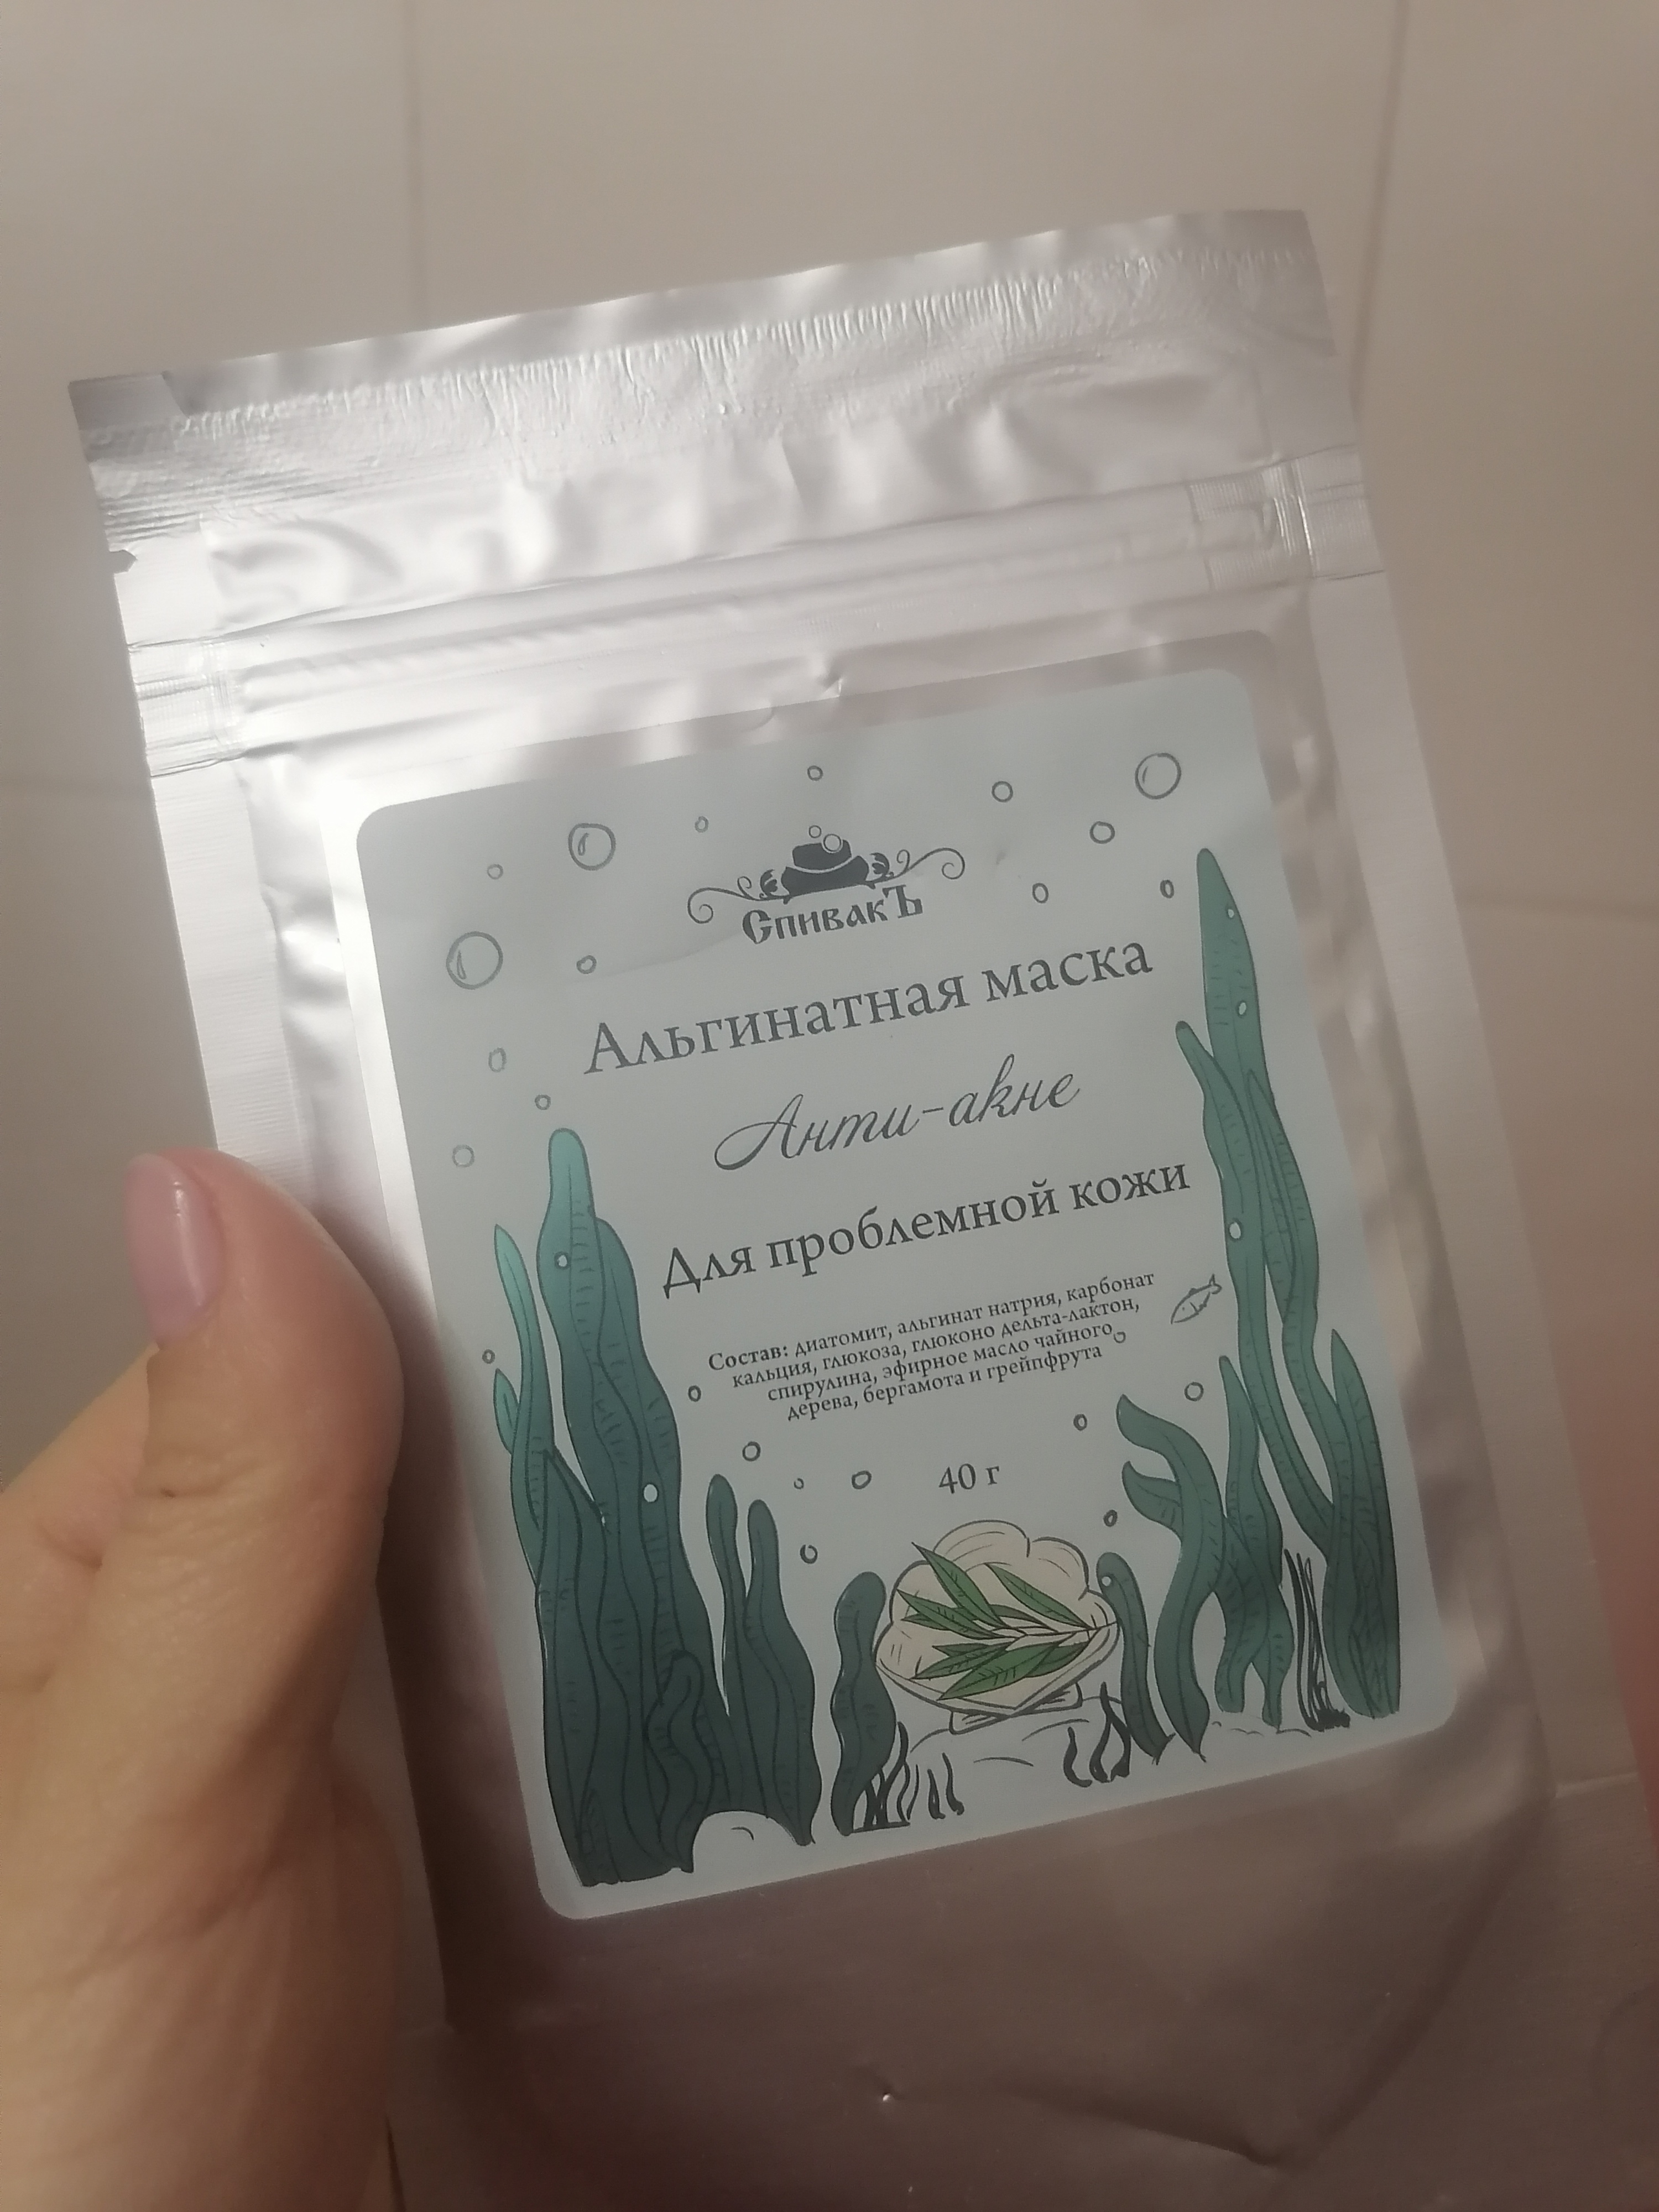 СпивакЪ
Альгинатная маска
Анти-акне
Для проблемной кожи
Состав: диатомит, альгинат натрия, карбонат
кальция, глюкоза, глюконо дельта-лактон,
спирулина, эфирное масло чайного
дерева, бергамота и грейпфрута
40 г